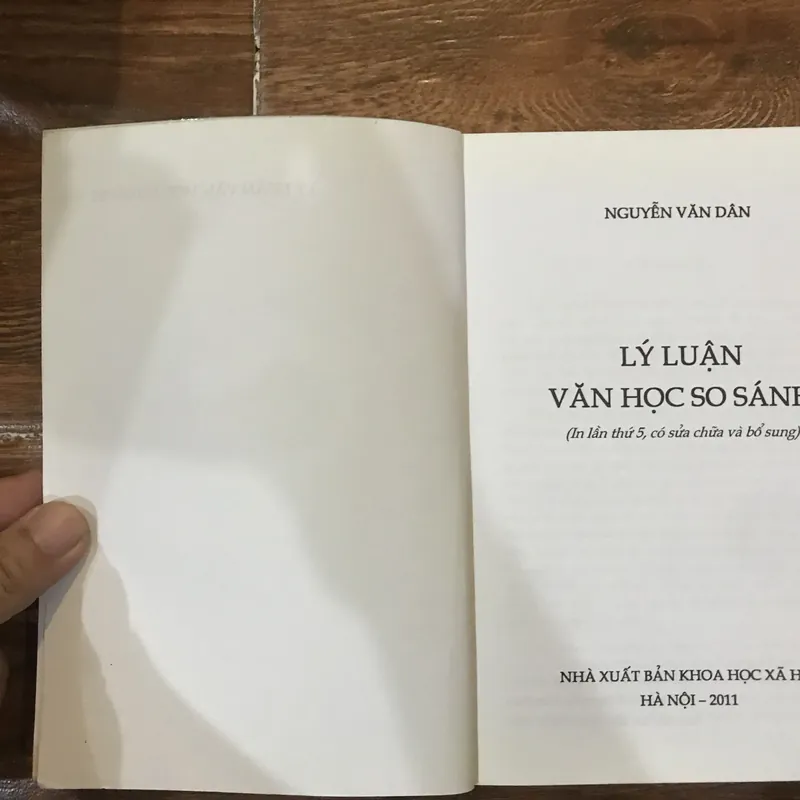 NGUYỄN VĂN DÂN
LÝ LUẬN
VĂN HỌC SO SÁNH
(In lần thứ 5, có sửa chữa và bổ sung)
NHÀ XUẤT BẢN KHOA HỌC XÃ H
HÀ NỘI – 2011